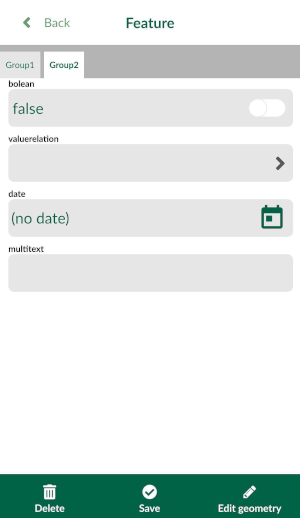 Back
Feature
Group1 Group2
bolean
false
valuerelation
date
(no date)
multitext
Delete Save Edit geometry